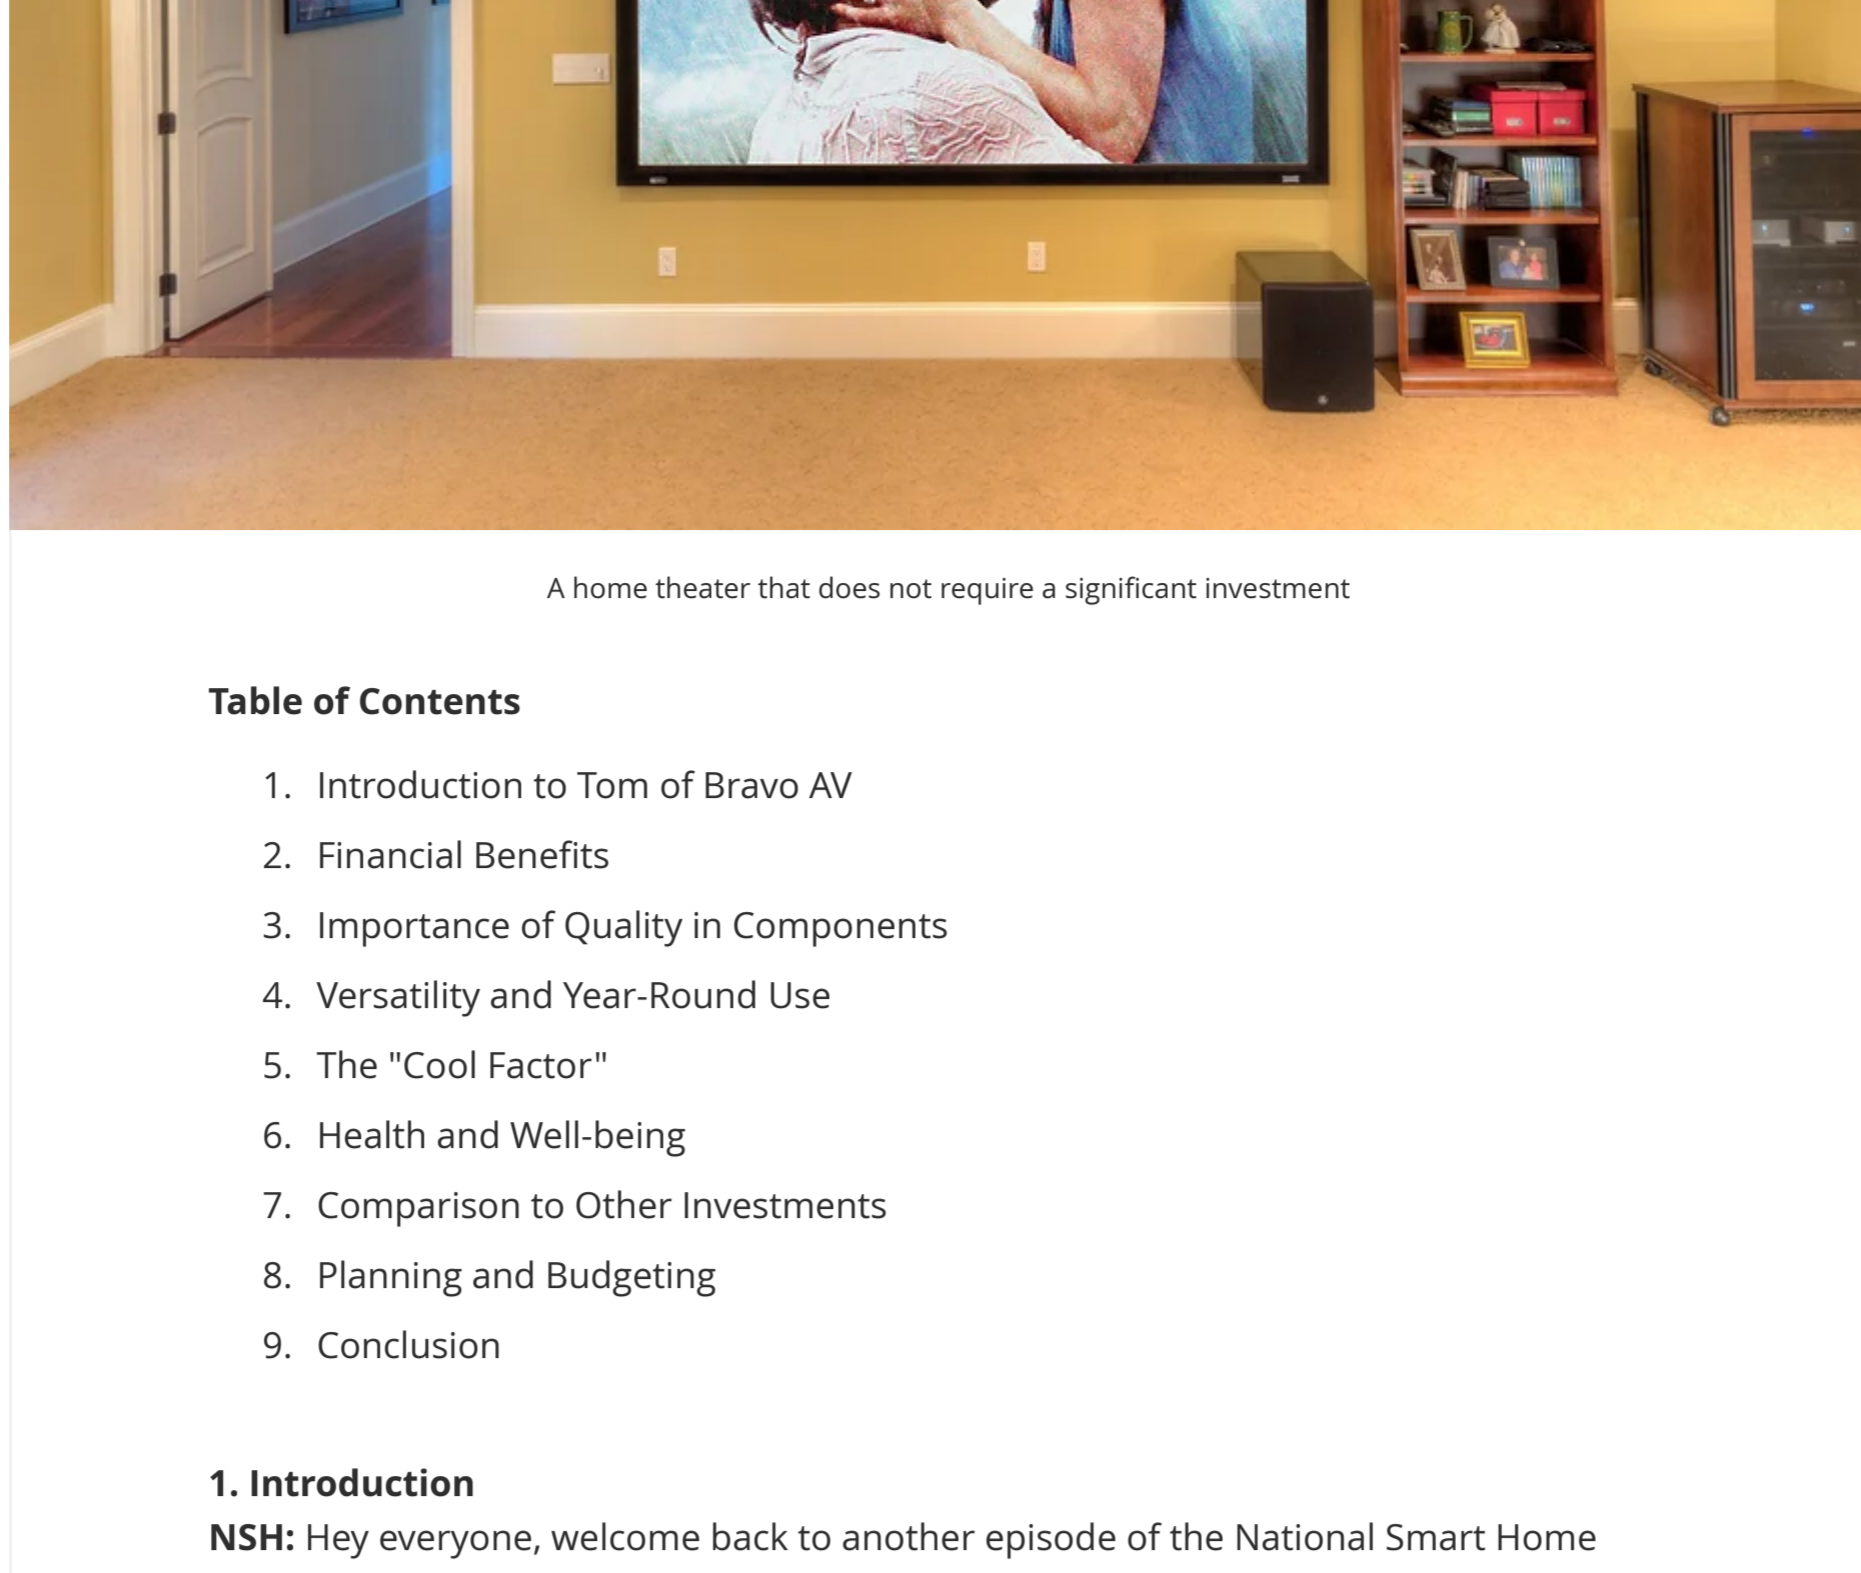 A home theater that does not require a significant investment
Table of Contents
1. Introduction to Tom of Bravo AV
2. Financial Benefits
3. Importance of Quality in Components
4. Versatility and Year-Round Use
5. The "Cool Factor"
6. Health and Well-being
7. Comparison to Other Investments
8. Planning and Budgeting
9. Conclusion
1. Introduction
NSH: Hey everyone, welcome back to another episode of the National Smart Home